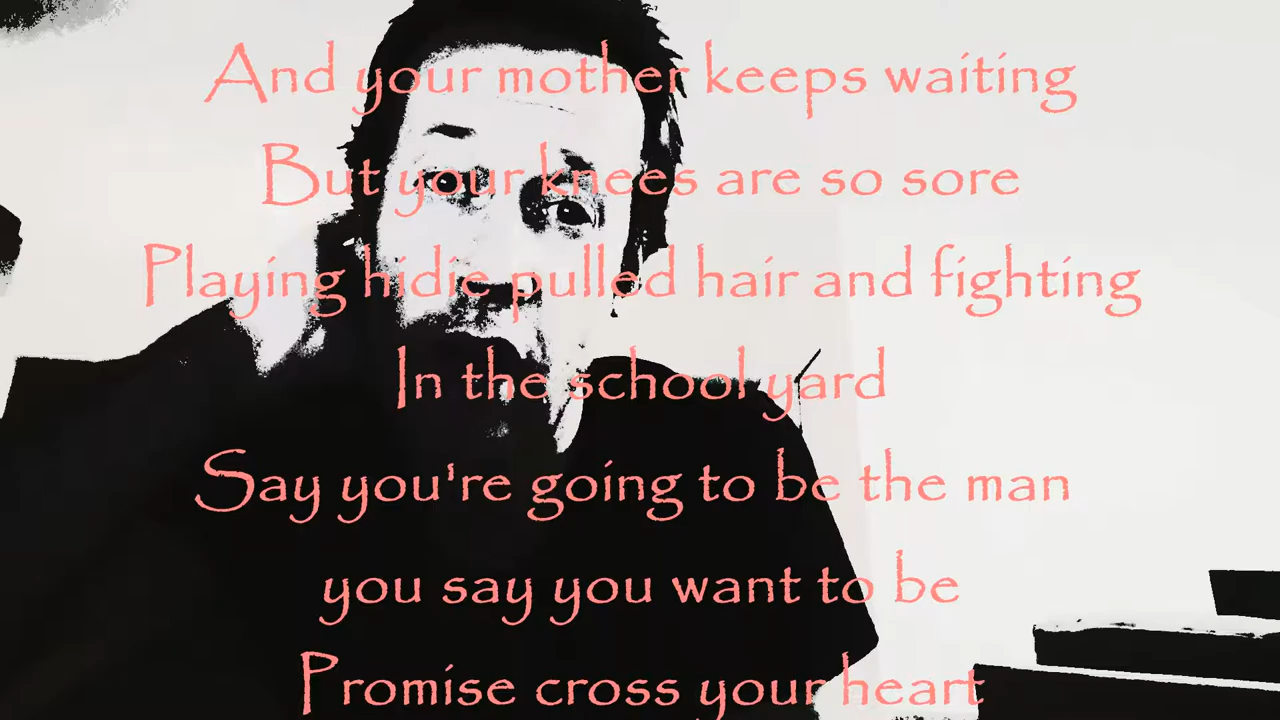 And your mother keeps waiting
But your knees are so sore
Playing hidie pulled hair and fighting
In the school yard
Say you're going to be the man
you say you want to be
Promise cross your heart